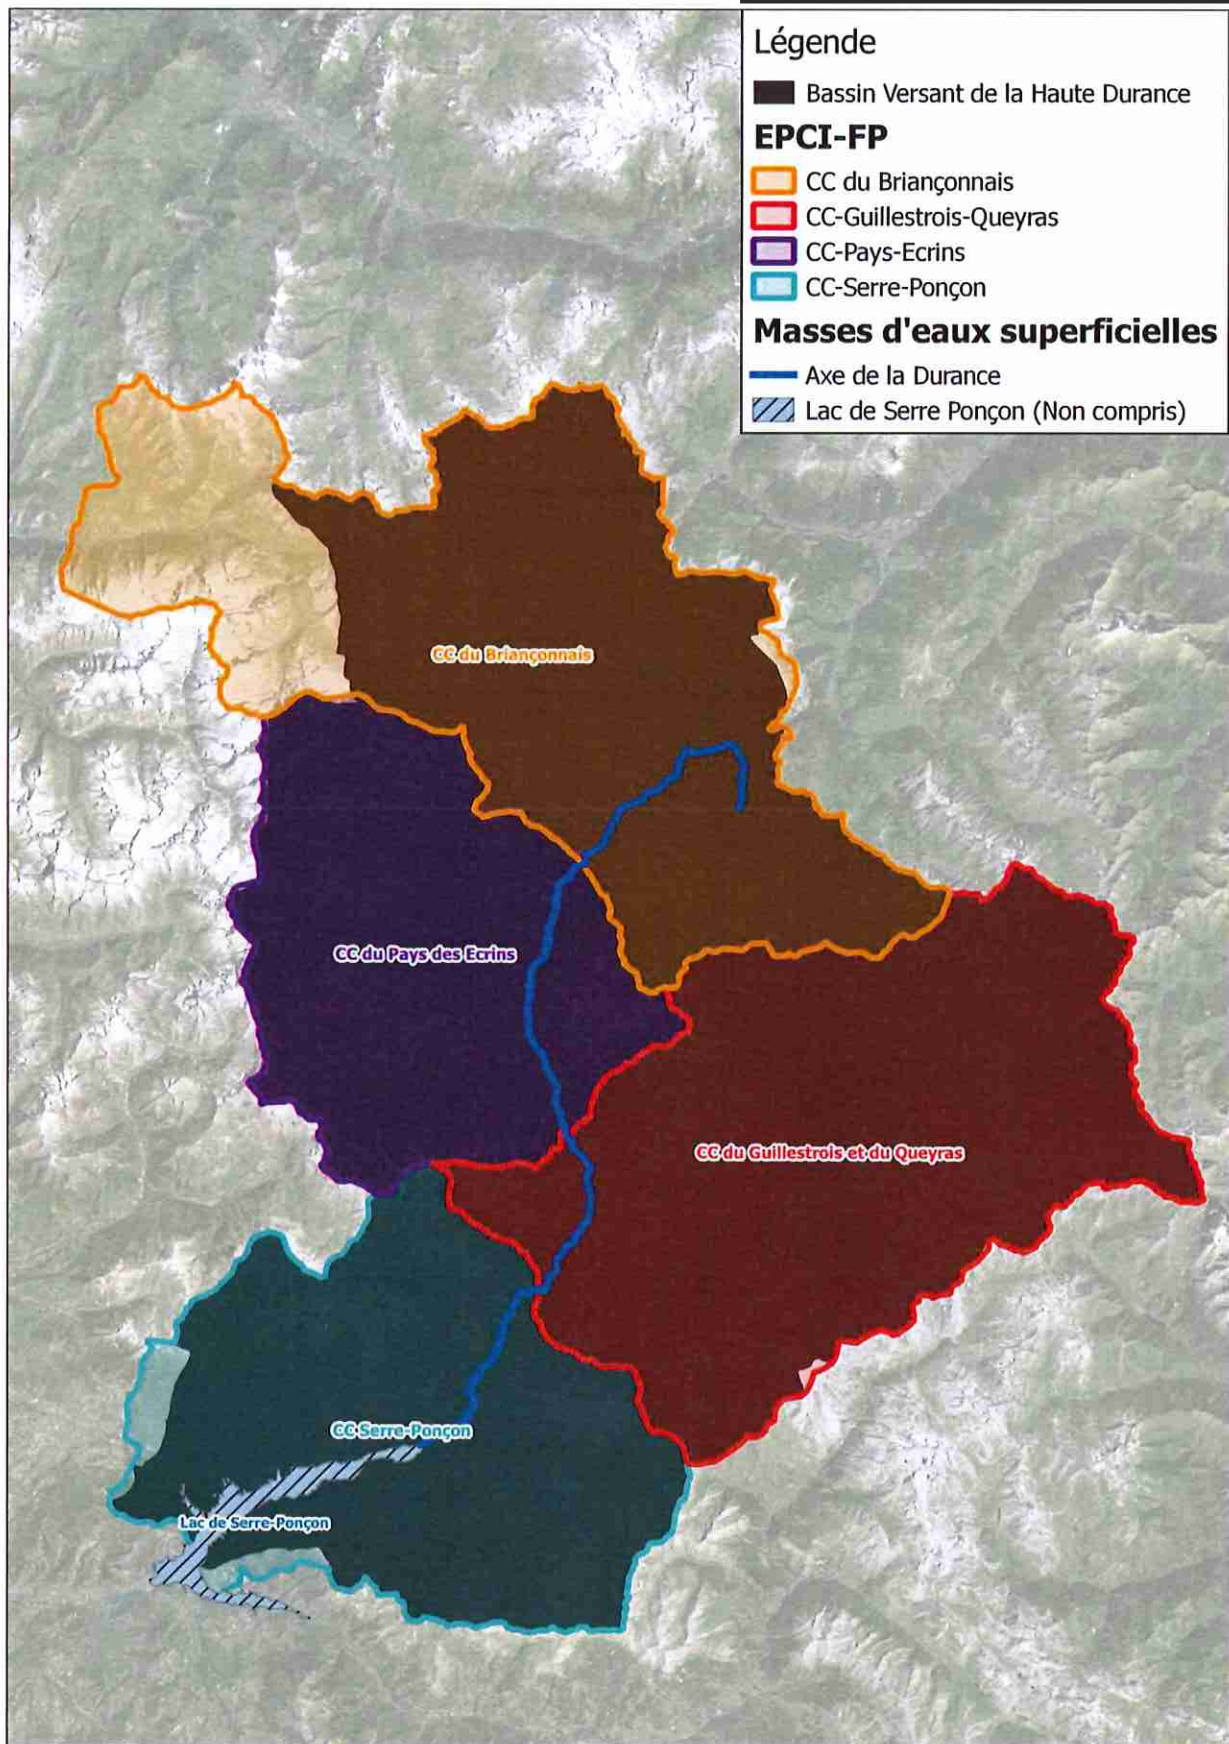 Légende
Bassin Versant de la Haute Durance
EPCI-FP
CC du Briançonnais
CC-Guillestrois-Queyras
CC-Pays-Ecrins
CC-Serre-Ponçon
Masses d'eaux superficielles
Axe de la Durance
Lac de Serre Ponçon (Non compris)
CC du Briançonnais
CC du Pays des Ecrins
CC du Guillestrois et du Queyras
CC Serre-Ponçon
Lac de Serre-Ponçon